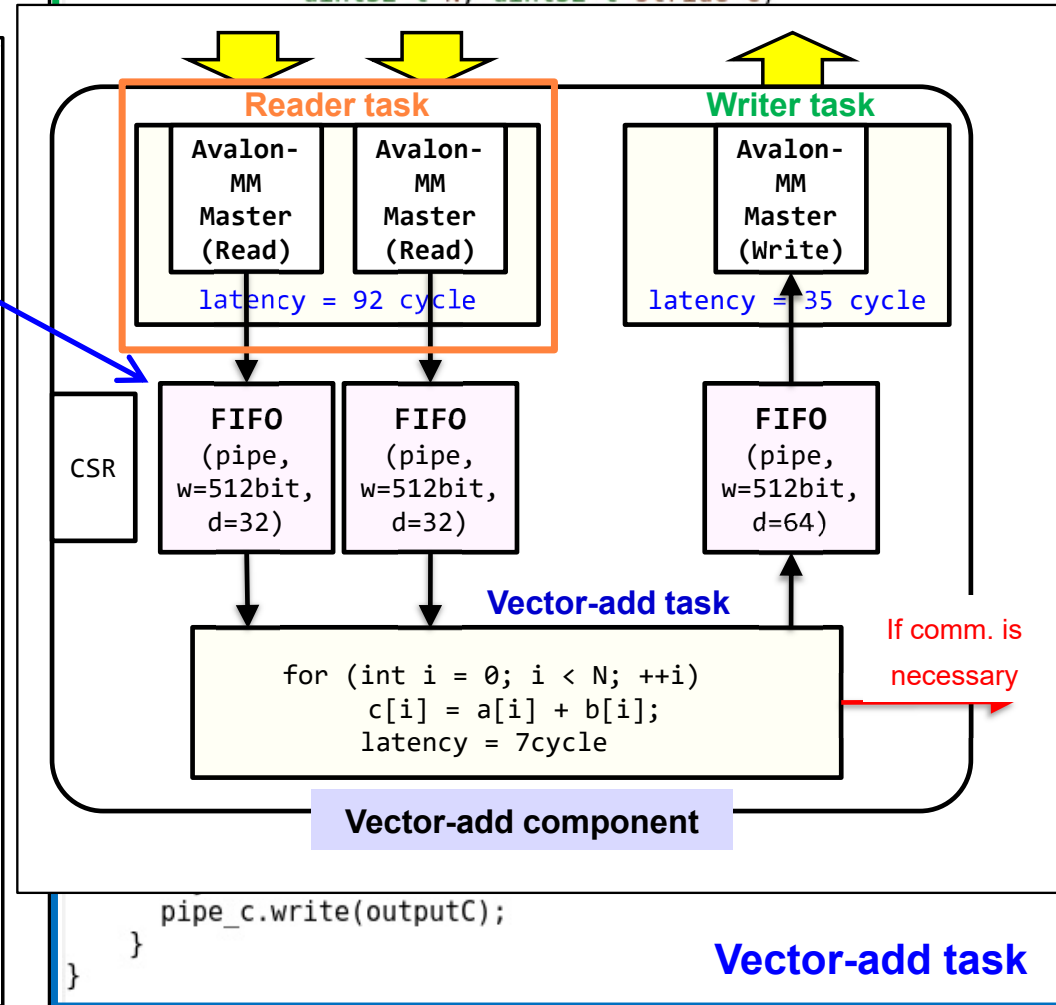 Reader task
Writer task
Avalon-
MM
Master
(Read)
Avalon-
MM
Master
(Read)
latency = 92 cycle
Avalon-
MM
Master
(Write)
latency = 35 cycle
CSR
FIFO
(pipe,
w=512bit,
d=32)
FIFO
(pipe,
w=512bit,
d=32)
FIFO
(pipe,
w=512bit,
d=64)
Vector-add task
for (int i = 0; i < N; ++i)
c[i] = a[i] + b[i];
latency = 7cycle
If comm. is
necessary
Vector-add component
pipe_c.write(outputC);
}
}
Vector-add task